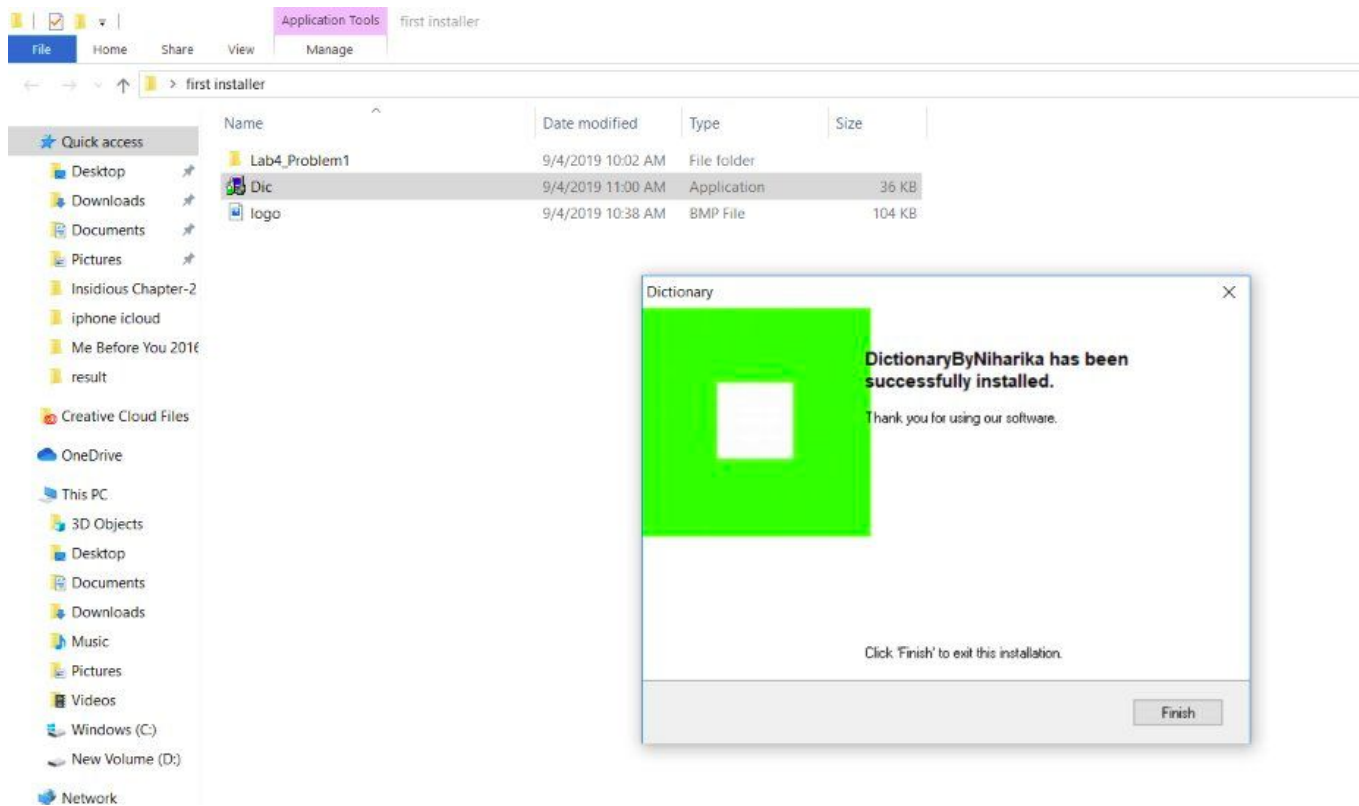 Application Tools first installer
File Home Share View Manage
> first installer
Name Date modified Type Size
Quick access
Desktop
Downloads
Documents
Pictures
Insidious Chapter-2
iphone icloud
Me Before You 2016
result
Creative Cloud Files
OneDrive
This PC
3D Objects
Desktop
Documents
Downloads
Music
Pictures
Videos
Windows (C:)
New Volume (D:)
Network
Lab4_Problem1 9/4/2019 10:02 AM File folder
Dic 9/4/2019 11:00 AM Application 36 KB
logo 9/4/2019 10:38 AM BMP File 104 KB
Dictionary
DictionaryByNiharika has been
successfully installed.
Thank you for using our software.
Click 'Finish' to exit this installation.
Finish